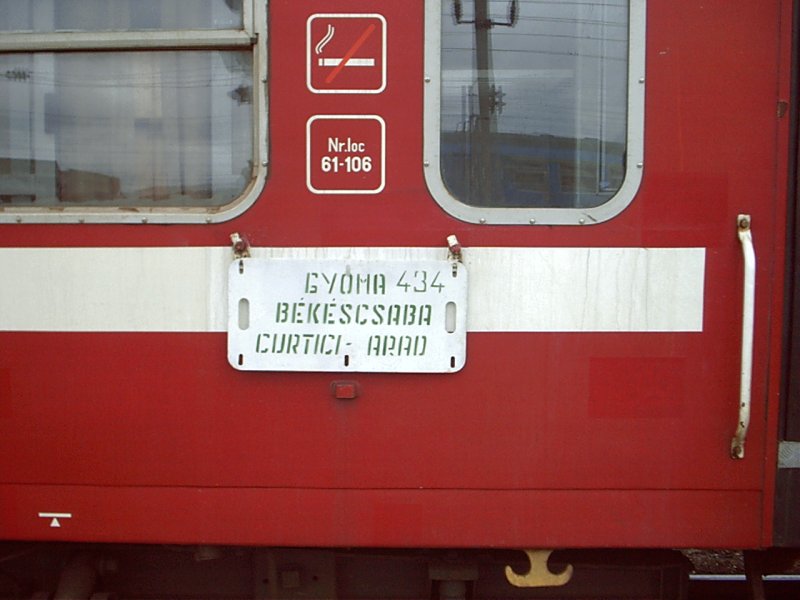 Nr.loc
61-106
GYOMA 434
BÉKÉSCSABA
CURTICI- ARAD